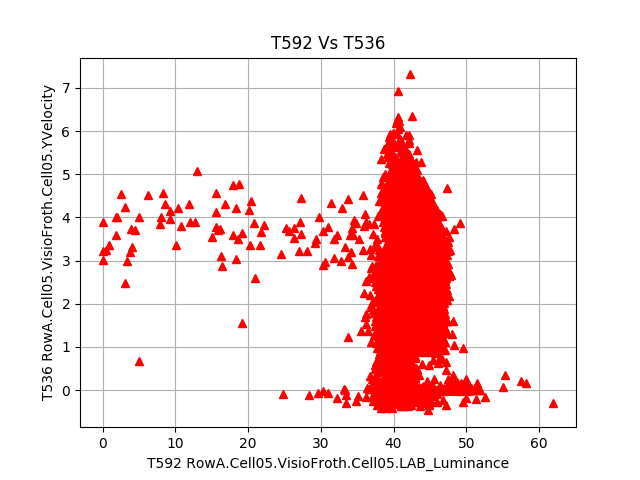 T592 Vs T536
7
6
5
4
3
2
1
0
T536 RowA.Cell05.VisioFroth.Cell05.YVelocity
0 10 20 30 40 50 60
T592 RowA.Cell05.VisioFroth.Cell05.LAB_Luminance